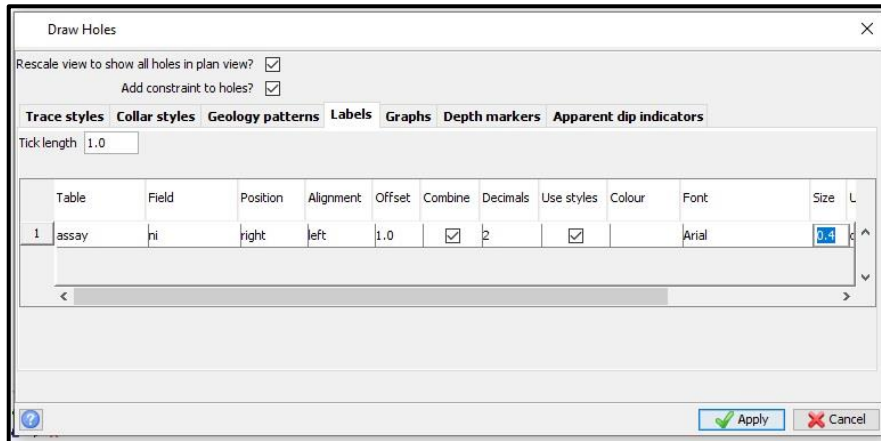 Draw Holes
Rescale view to show all holes in plan view?
Add constraint to holes?
Trace styles Collar styles Geology patterns Labels Graphs Depth markers Apparent dip indicators
Tick length 1.0
Table Field Position Alignment Offset Combine Decimals Use styles Colour Font Size
1 assay ni right left 1.0 2 Arial 0.4
Apply Cancel